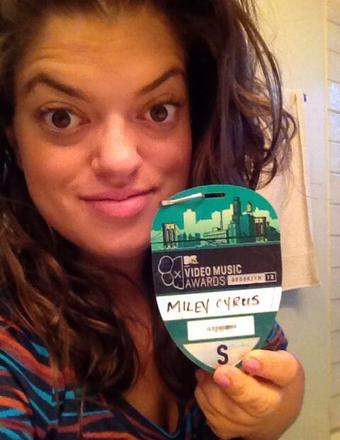 VIDEO MUSIC
AWARDS BROOKLYN 13
MILEY CYRUS
S